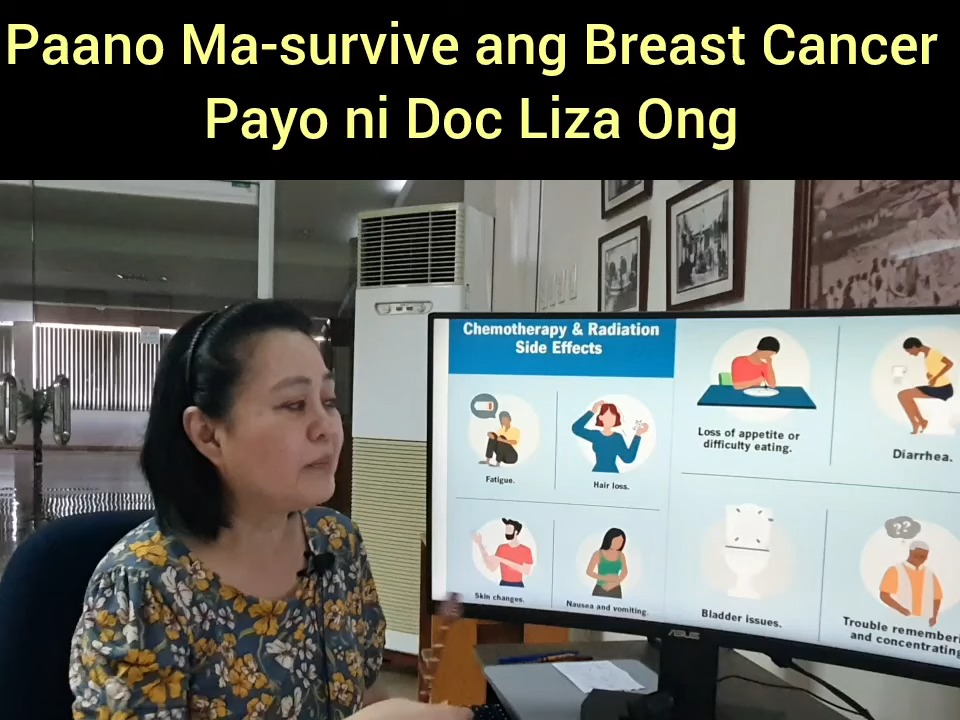 Paano Ma-survive ang Breast Cancer
Payo ni Doc Liza Ong
Chemotherapy & Radiation
Side Effects
Fatigue.
Hair loss.
Loss of appetite or
difficulty eating.
Diarrhea.
Skin changes.
Nausea and vomiting.
Bladder issues.
??
Trouble rememberi
and concentrating
ASUS